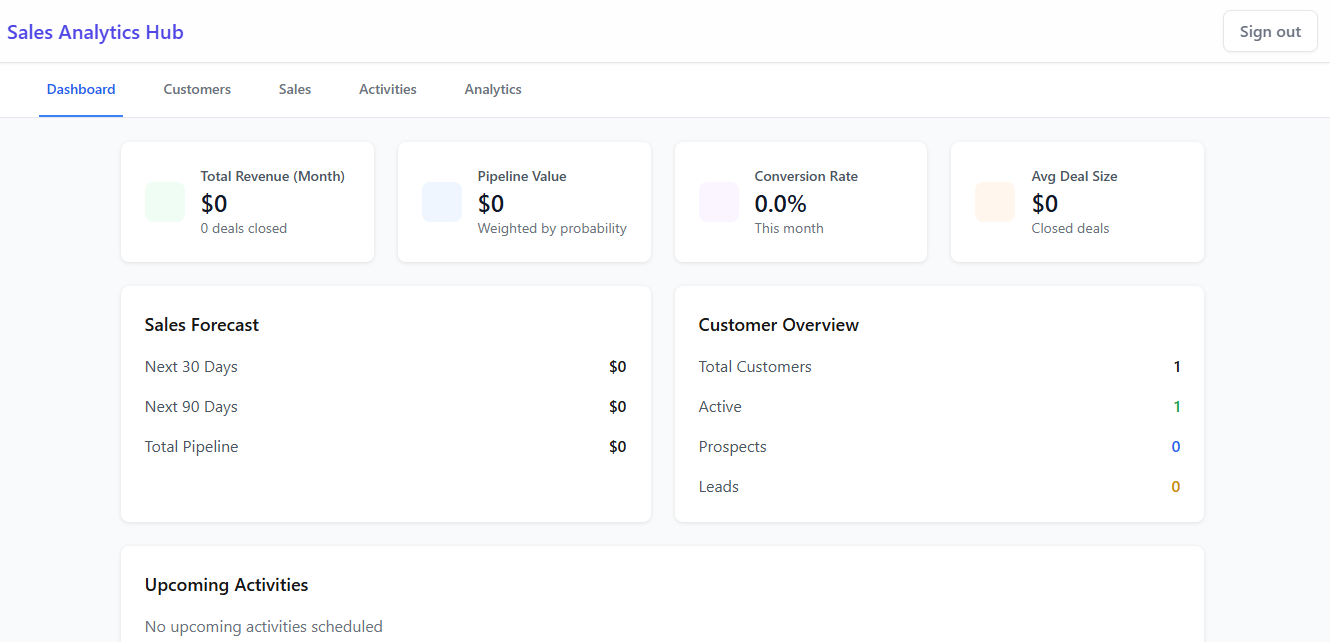 Sales Analytics Hub
Sign out
Dashboard
Customers
Sales
Activities
Analytics
Total Revenue (Month)
$0
0 deals closed
Pipeline Value
$0
Weighted by probability
Conversion Rate
0.0%
This month
Avg Deal Size
$0
Closed deals
Sales Forecast
Next 30 Days $0
Next 90 Days $0
Total Pipeline $0
Customer Overview
Total Customers 1
Active 1
Prospects 0
Leads 0
Upcoming Activities
No upcoming activities scheduled